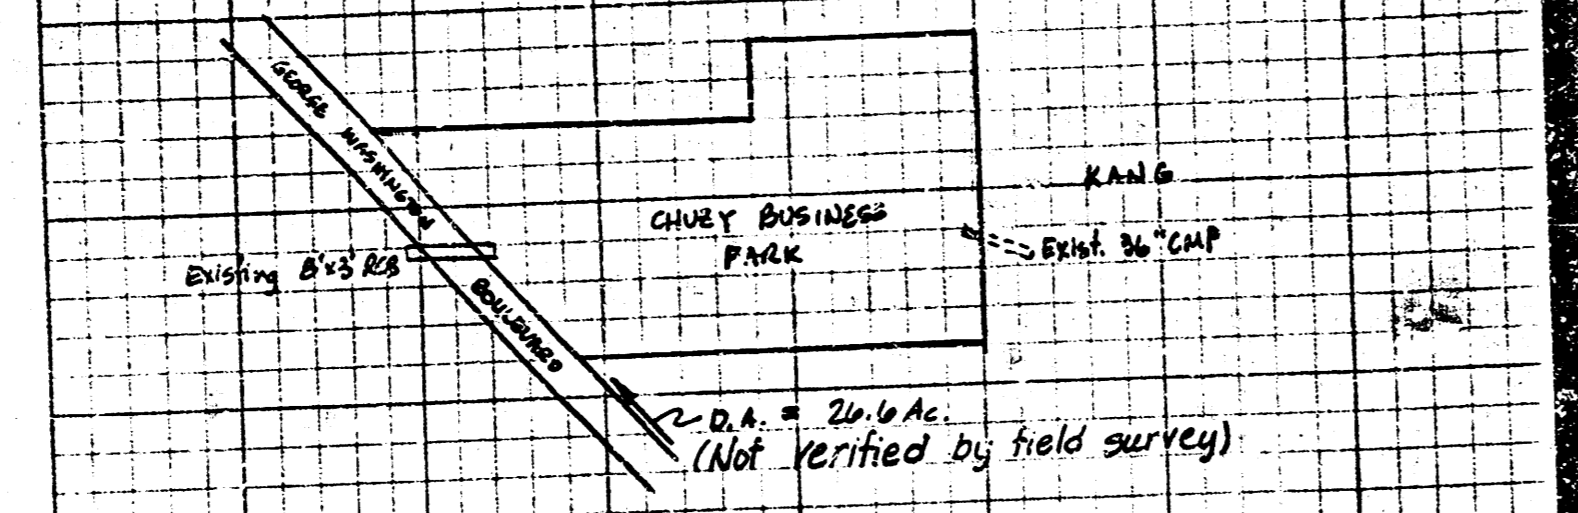 GEORGE WASHINGTON
BOULEVARD
KANG
CHUZY BUSINESS
PARK
Exist. 36" CMP
Existing 8'x3' RCB
D.A. = 26.6 Ac.
(Not verified by field survey)